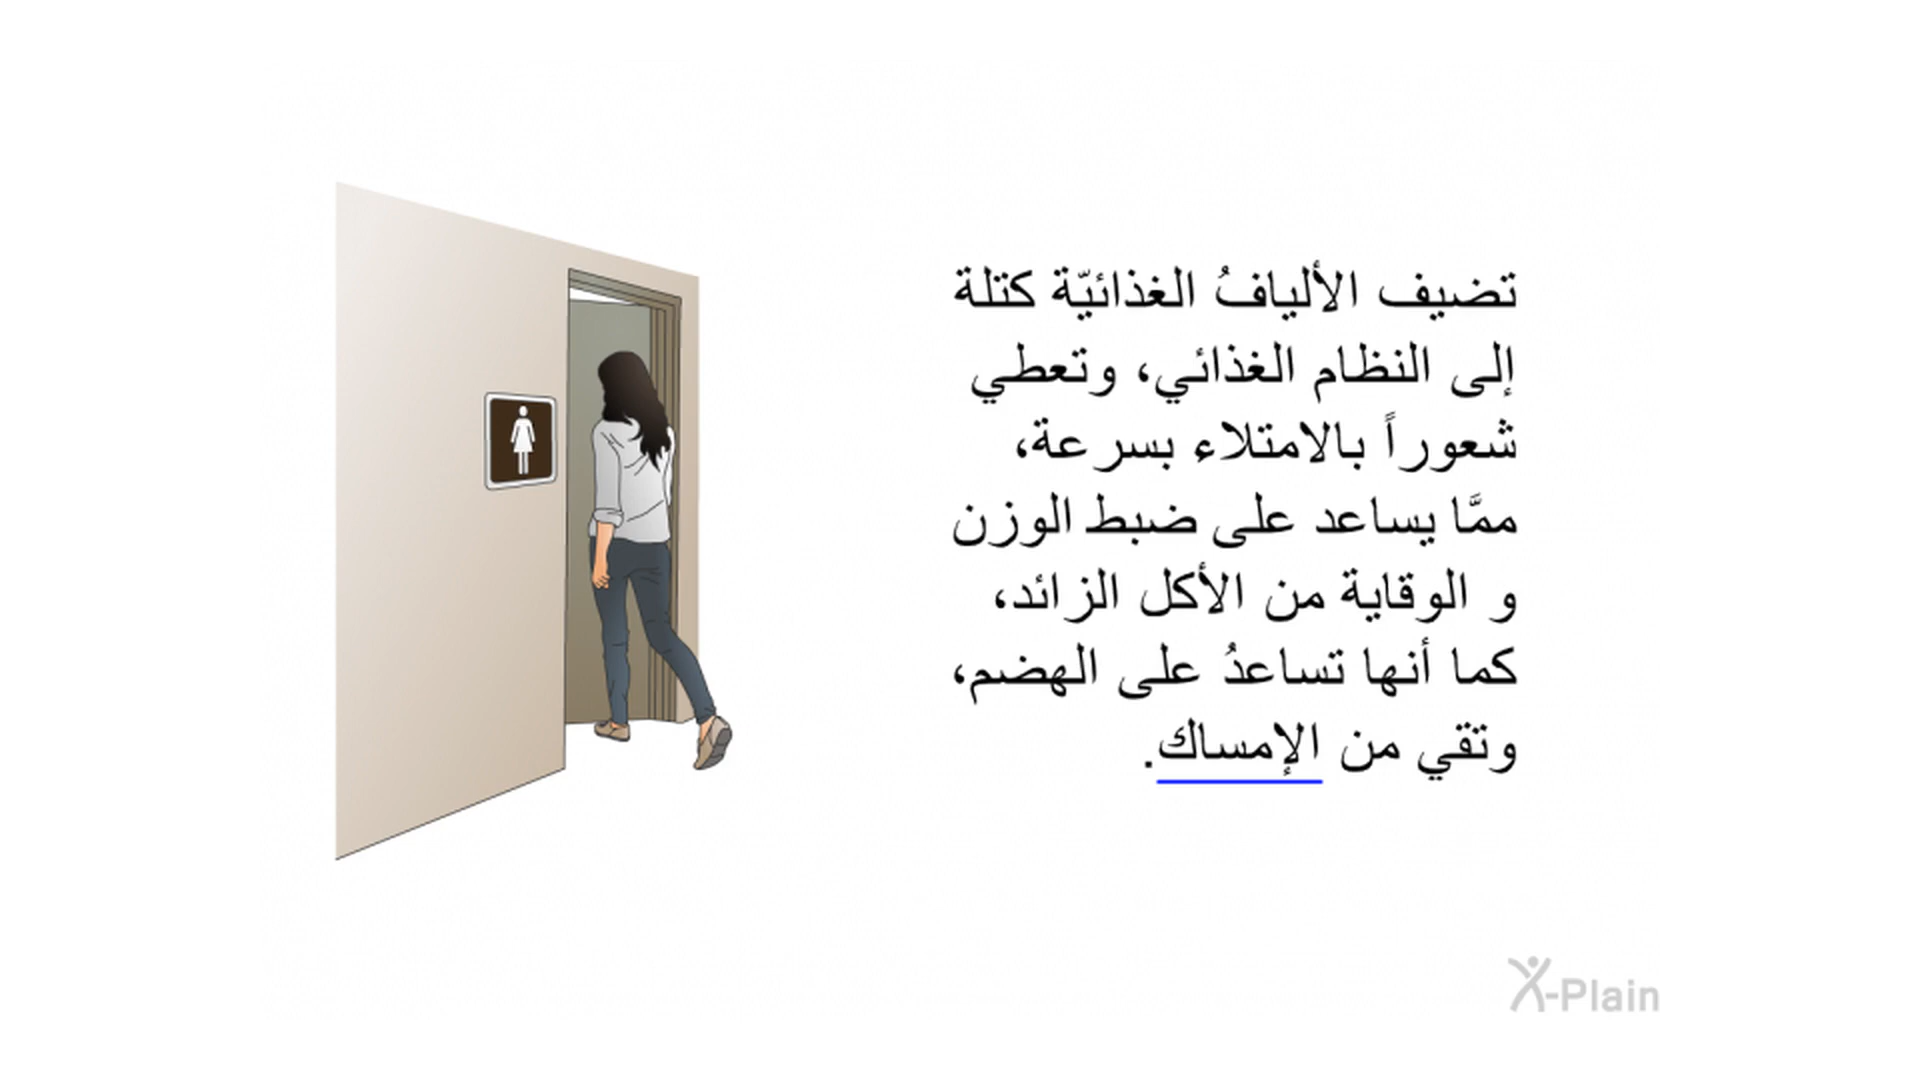 تضيف الأليافُ الغذائيّة كتلة
إلى النظام الغذائي، وتعطي
شعوراً بالامتلاء بسرعة،
ممَّا يساعد على ضبط الوزن
و الوقاية من الأكل الزائد،
كما أنها تساعدُ على الهضم،
وتقي من الإمساك.
X-Plain